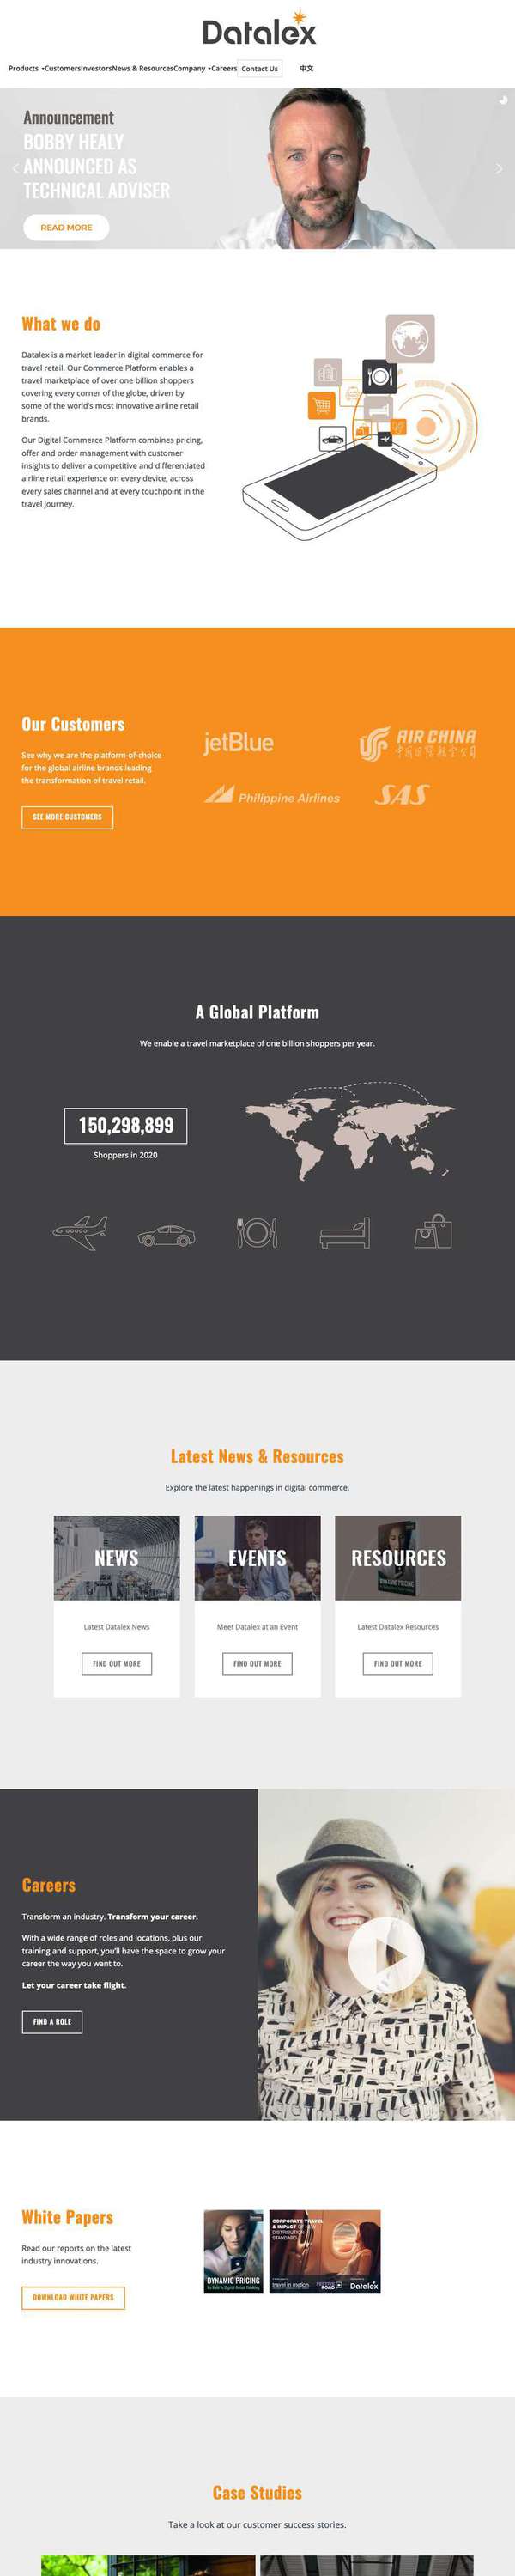 Datalex
Products
Customers
Investors
News & Resources
Company
Careers
Contact Us
中文
Announcement
BOBBY HEALY
ANNOUNCED AS
TECHNICAL ADVISER
READ MORE
What we do
Datalex is a market leader in digital commerce for
travel retail. Our Commerce Platform enables a
travel marketplace of over one billion shoppers
covering every corner of the globe, driven by
some of the world's most innovative airline retail
brands.
Our Digital Commerce Platform combines pricing,
offer and order management with customer
insights to deliver a competitive and differentiated
airline retail experience on every device, across
every sales channel and at every touchpoint in the
travel journey.
Our Customers
See why we are the platform-of-choice
for the global airline brands leading
the transformation of travel retail.
SEE MORE CUSTOMERS
jetBlue
AIR CHINA
中国国际航空公司
Philippine Airlines
SAS
A Global Platform
We enable a travel marketplace of one billion shoppers per year.
150,298,899
Shoppers in 2020
Latest News & Resources
Explore the latest happenings in digital commerce.
NEWS
EVENTS
RESOURCES
DYNAMIC PRICING
Latest Datalex News
Meet Datalex at an Event
Latest Datalex Resources
FIND OUT MORE
FIND OUT MORE
FIND OUT MORE
Careers
Transform an industry. Transform your career.
With a wide range of roles and locations, plus our
training and support, you'll have the space to grow your
career the way you want to.
Let your career take flight.
FIND A ROLE
White Papers
Read our reports on the latest
industry innovations.
DOWNLOAD WHITE PAPERS
DYNAMIC PRICING
CORPORATE TRAVEL
& IMPACT OF NEW
DISTRIBUTION
STANDARD
travel in motion
Datalex
Case Studies
Take a look at our customer success stories.